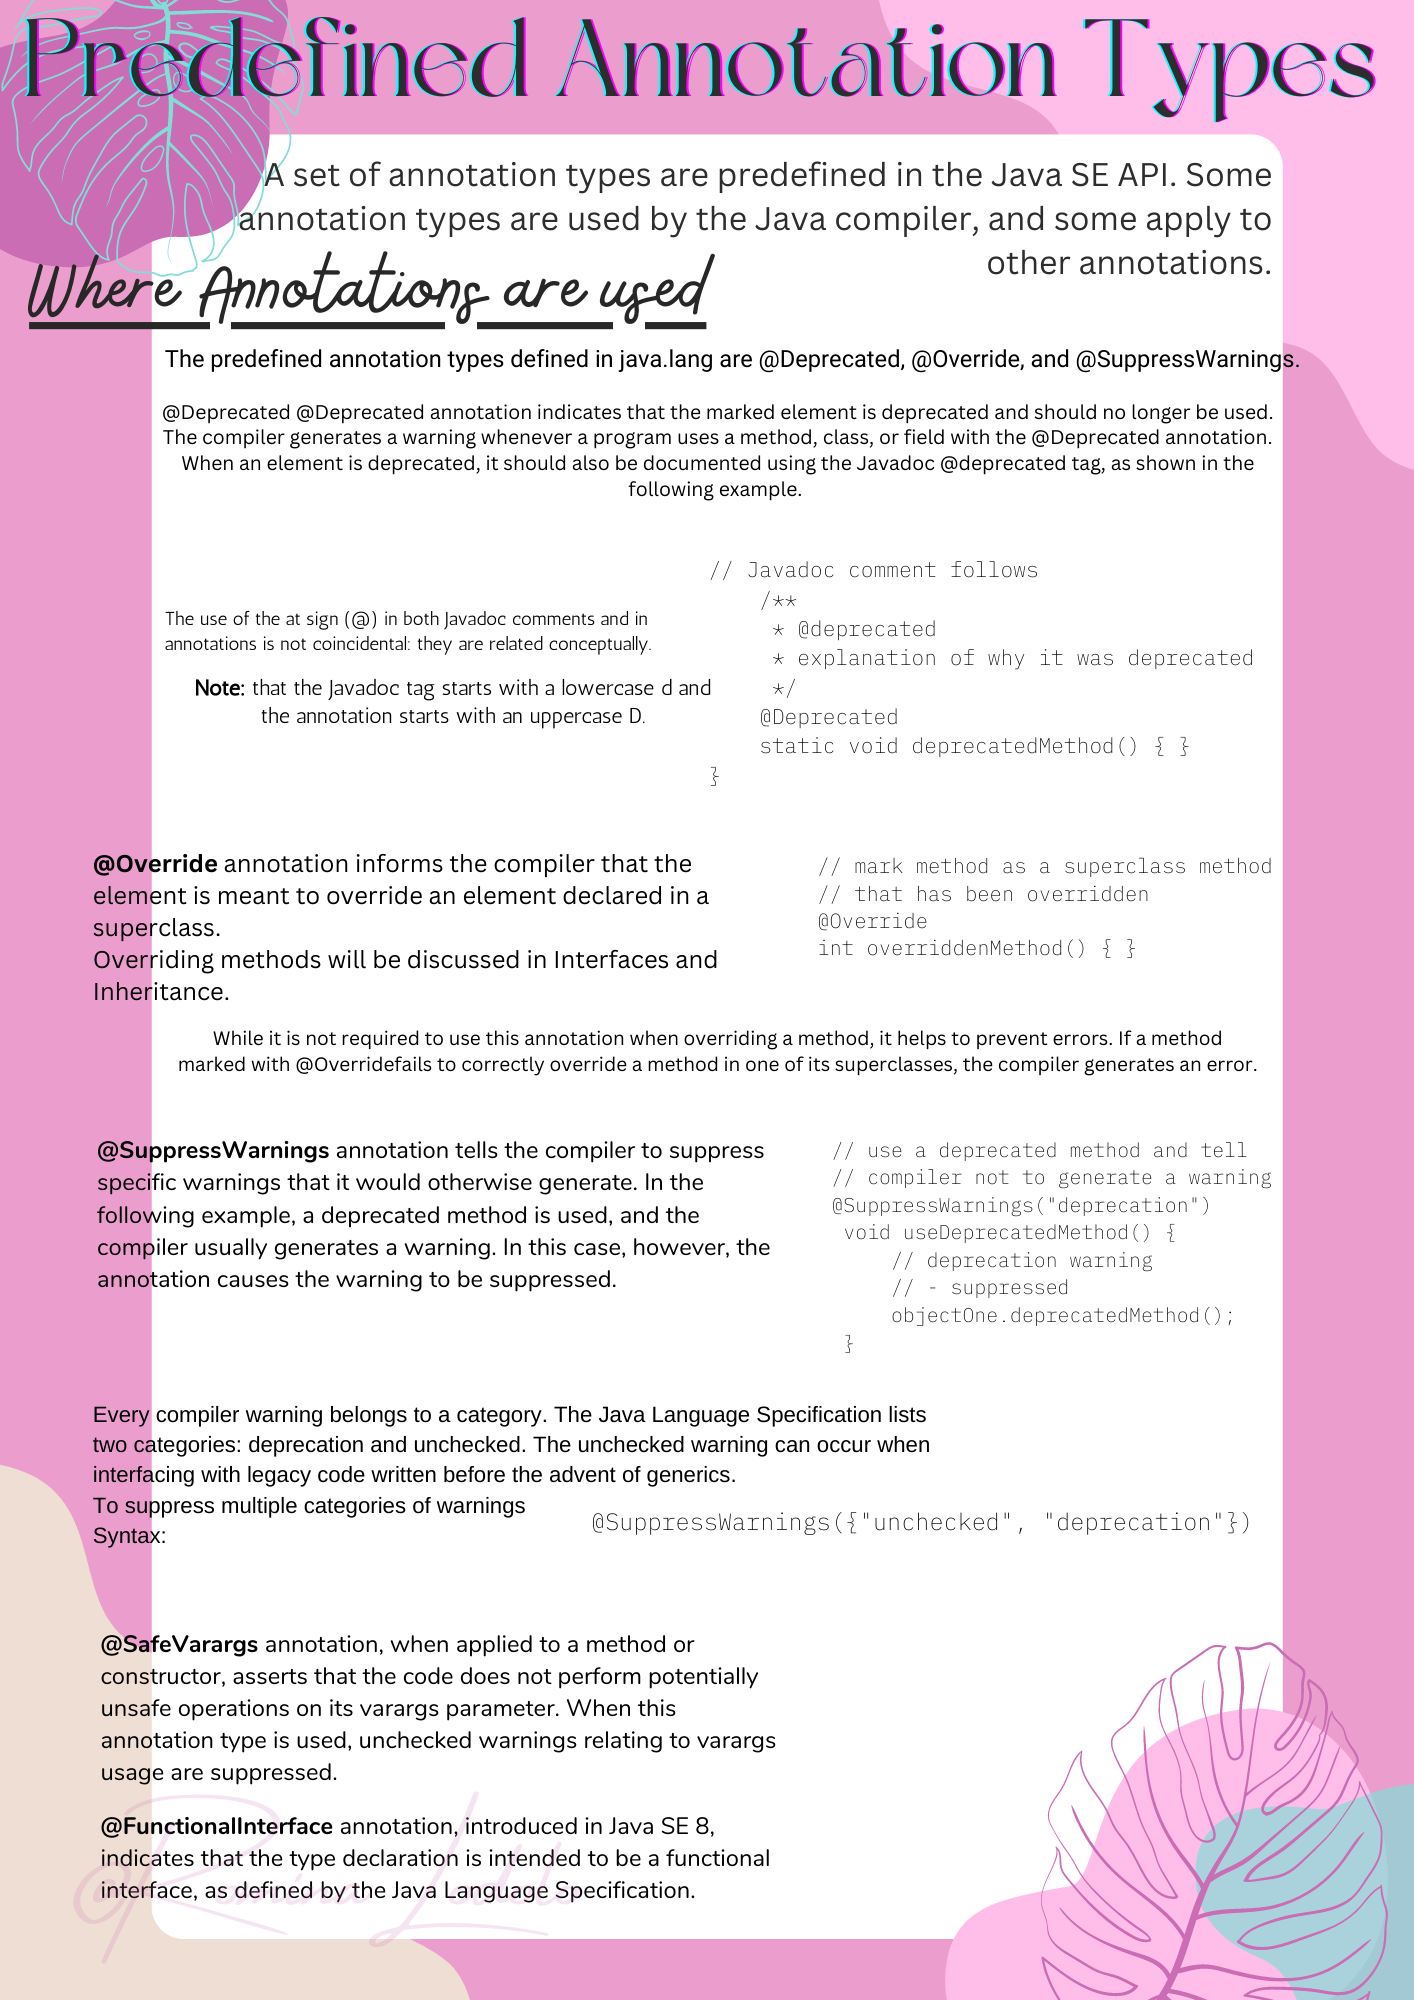 Predefined Annotation Types
A set of annotation types are predefined in the Java SE API. Some
annotation types are used by the Java compiler, and some apply to
other annotations.
Where Annotations are used
The predefined annotation types defined in java.lang are @Deprecated, @Override, and @SuppressWarnings.
@Deprecated @Deprecated annotation indicates that the marked element is deprecated and should no longer be used.
The compiler generates a warning whenever a program uses a method, class, or field with the @Deprecated annotation.
When an element is deprecated, it should also be documented using the Javadoc @deprecated tag, as shown in the
following example.
The use of the at sign (@) in both Javadoc comments and in
annotations is not coincidental: they are related conceptually.
Note: that the Javadoc tag starts with a lowercase d and
the annotation starts with an uppercase D.
// Javadoc comment follows
/**
* @deprecated
* explanation of why it was deprecated
*/
@Deprecated
static void deprecatedMethod() { }
}
@Override annotation informs the compiler that the
element is meant to override an element declared in a
superclass.
Overriding methods will be discussed in Interfaces and
Inheritance.
// mark method as a superclass method
// that has been overridden
@Override
int overriddenMethod() { }
While it is not required to use this annotation when overriding a method, it helps to prevent errors. If a method
marked with @Overridefails to correctly override a method in one of its superclasses, the compiler generates an error.
@SuppressWarnings annotation tells the compiler to suppress
specific warnings that it would otherwise generate. In the
following example, a deprecated method is used, and the
compiler usually generates a warning. In this case, however, the
annotation causes the warning to be suppressed.
// use a deprecated method and tell
// compiler not to generate a warning
@SuppressWarnings("deprecation")
void useDeprecatedMethod() {
// deprecation warning
// - suppressed
objectOne.deprecatedMethod();
}
Every compiler warning belongs to a category. The Java Language Specification lists
two categories: deprecation and unchecked. The unchecked warning can occur when
interfacing with legacy code written before the advent of generics.
To suppress multiple categories of warnings
Syntax:
@SuppressWarnings({"unchecked", "deprecation"})
@SafeVarargs annotation, when applied to a method or
constructor, asserts that the code does not perform potentially
unsafe operations on its varargs parameter. When this
annotation type is used, unchecked warnings relating to varargs
usage are suppressed.
@FunctionalInterface annotation, introduced in Java SE 8,
indicates that the type declaration is intended to be a functional
interface, as defined by the Java Language Specification.